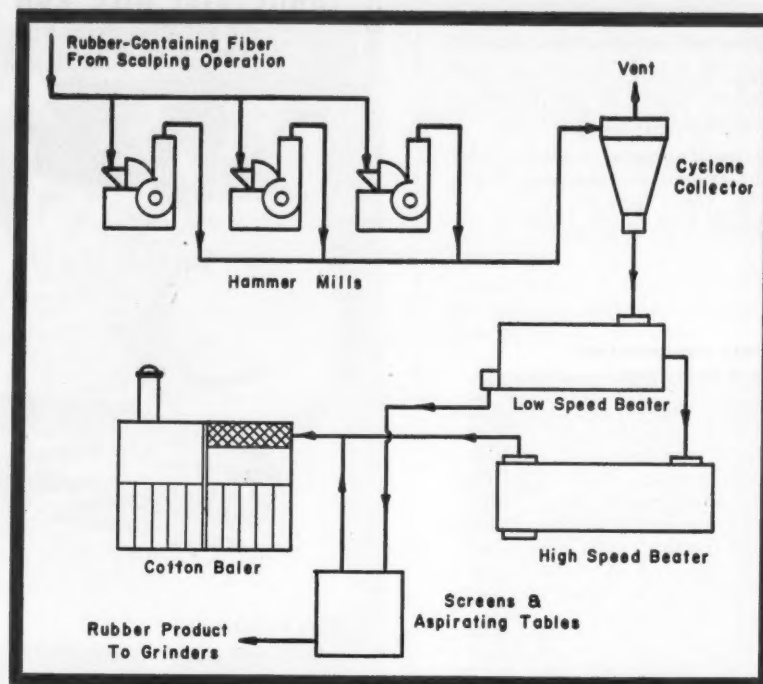 Rubber-Containing Fiber
From Scalping Operation
Vent
Cyclone
Collector
Hammer Mills
Low Speed Beater
Cotton Baler
High Speed Beater
Screens &
Aspirating Tables
Rubber Product
To Grinders